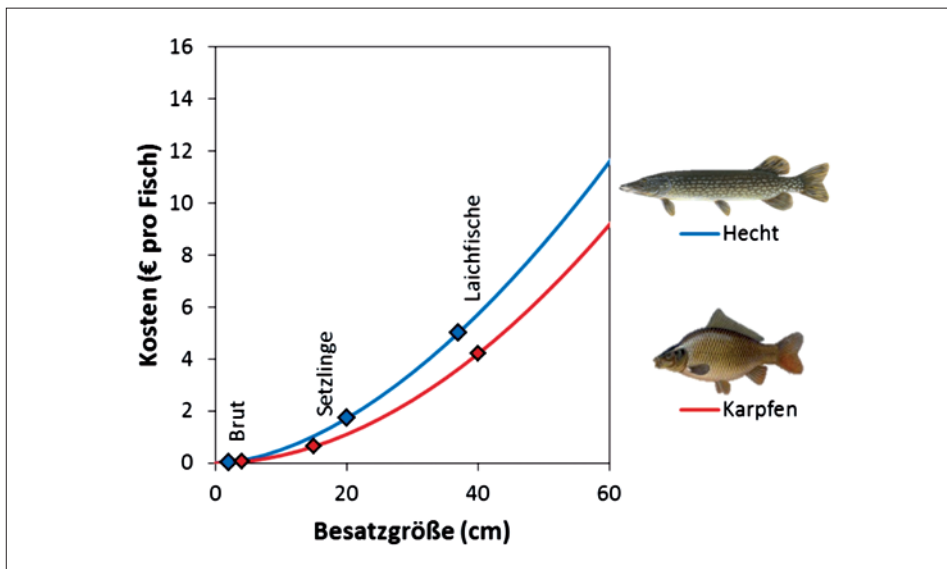 Kosten (€ pro Fisch)
16
14
12
10
8
6
4
2
0
Brut
Setzlinge
Laichfische
0
20
40
60
Besatzgröße (cm)
Hecht
Karpfen